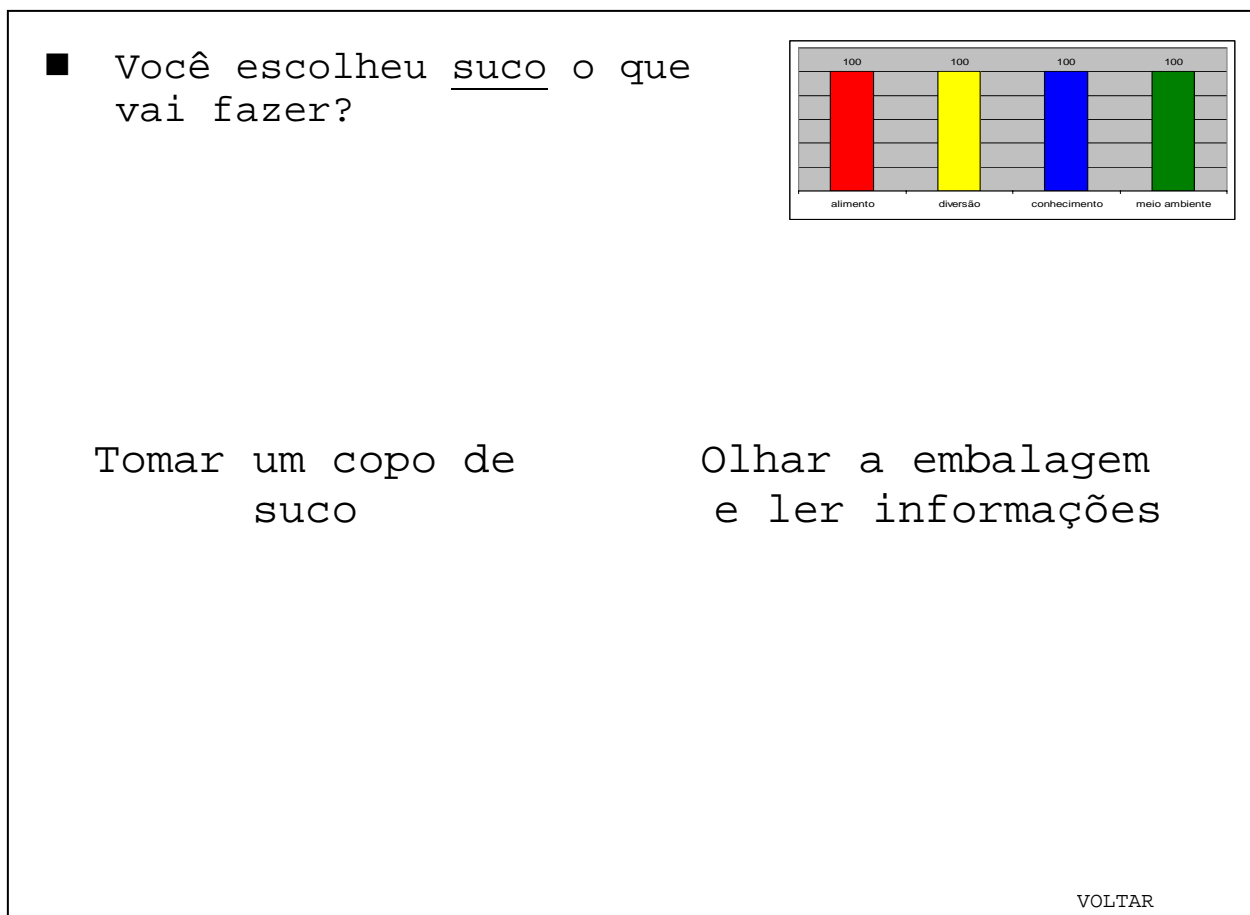 ■ Você escolheu suco o que
vai fazer?
100 100 100 100
alimento diversão conhecimento meio ambiente
Tomar um copo de
suco
Olhar a embalagem
e ler informações
VOLTAR